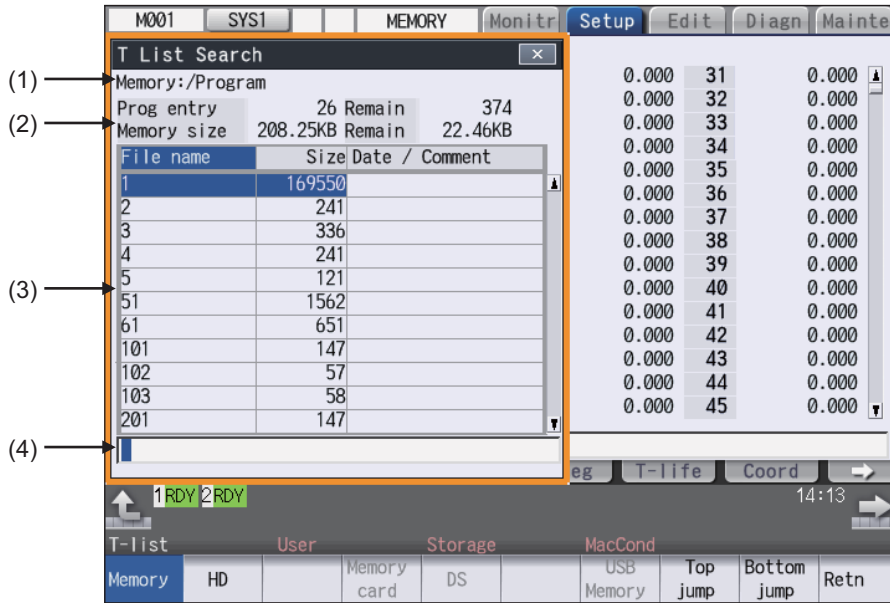 M001 SYS1 MEMORY Monitr Setup Edit Diagn Mainte
T List Search ×
(1) Memory:/Program
(2) Prog entry 26 Remain 374
Memory size 208.25KB Remain 22.46KB
File name Size Date / Comment
1 169550
2 241
3 336
4 241
(3) 5 121
51 1562
61 651
101 147
102 57
103 58
201 147
(4)
0.000 31 0.000
0.000 32 0.000
0.000 33 0.000
0.000 34 0.000
0.000 35 0.000
0.000 36 0.000
0.000 37 0.000
0.000 38 0.000
0.000 39 0.000
0.000 40 0.000
0.000 41 0.000
0.000 42 0.000
0.000 43 0.000
0.000 44 0.000
0.000 45 0.000
eg T-life Coord
1 RDY 2 RDY 14:13
T-list User Storage MacCond
Memory HD Memory card DS USB Memory Top jump Bottom jump Retn